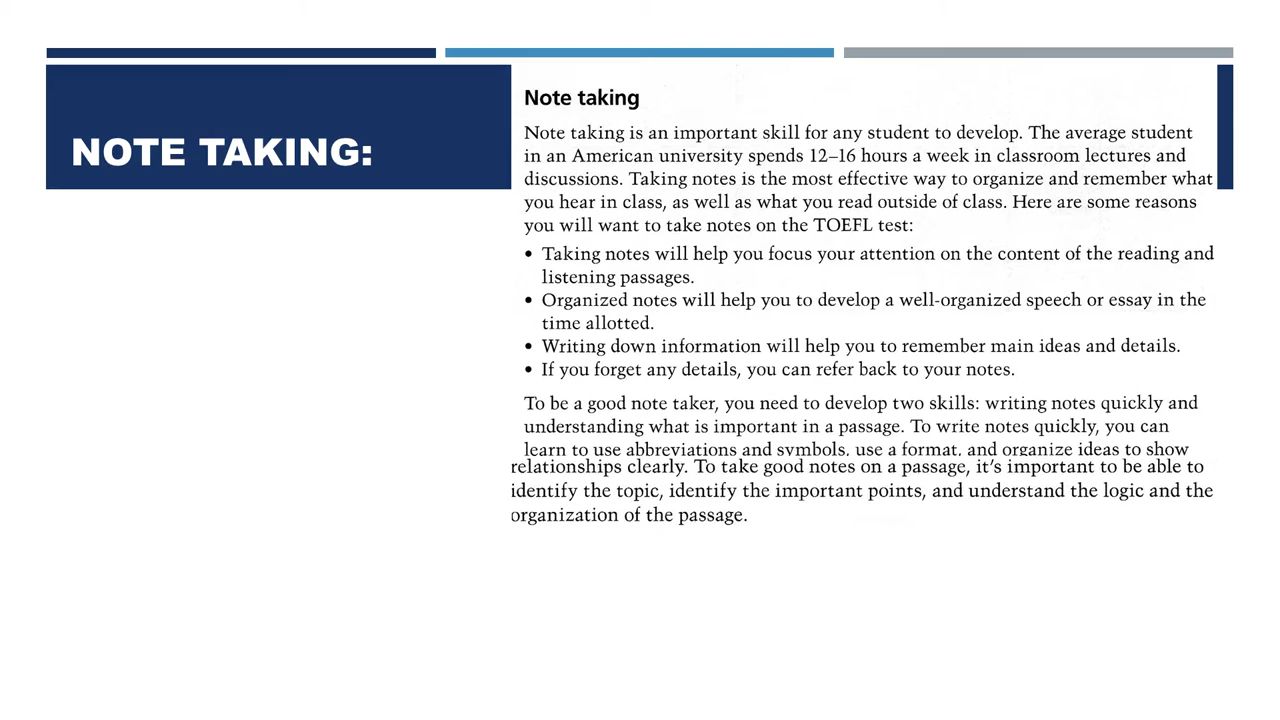 NOTE TAKING:
Note taking
Note taking is an important skill for any student to develop. The average student
in an American university spends 12–16 hours a week in classroom lectures and
discussions. Taking notes is the most effective way to organize and remember what
you hear in class, as well as what you read outside of class. Here are some reasons
you will want to take notes on the TOEFL test:
• Taking notes will help you focus your attention on the content of the reading and
listening passages.
• Organized notes will help you to develop a well-organized speech or essay in the
time allotted.
• Writing down information will help you to remember main ideas and details.
• If you forget any details, you can refer back to your notes.
To be a good note taker, you need to develop two skills: writing notes quickly and
understanding what is important in a passage. To write notes quickly, you can
learn to use abbreviations and symbols, use a format, and organize ideas to show
relationships clearly. To take good notes on a passage, it's important to be able to
identify the topic, identify the important points, and understand the logic and the
organization of the passage.